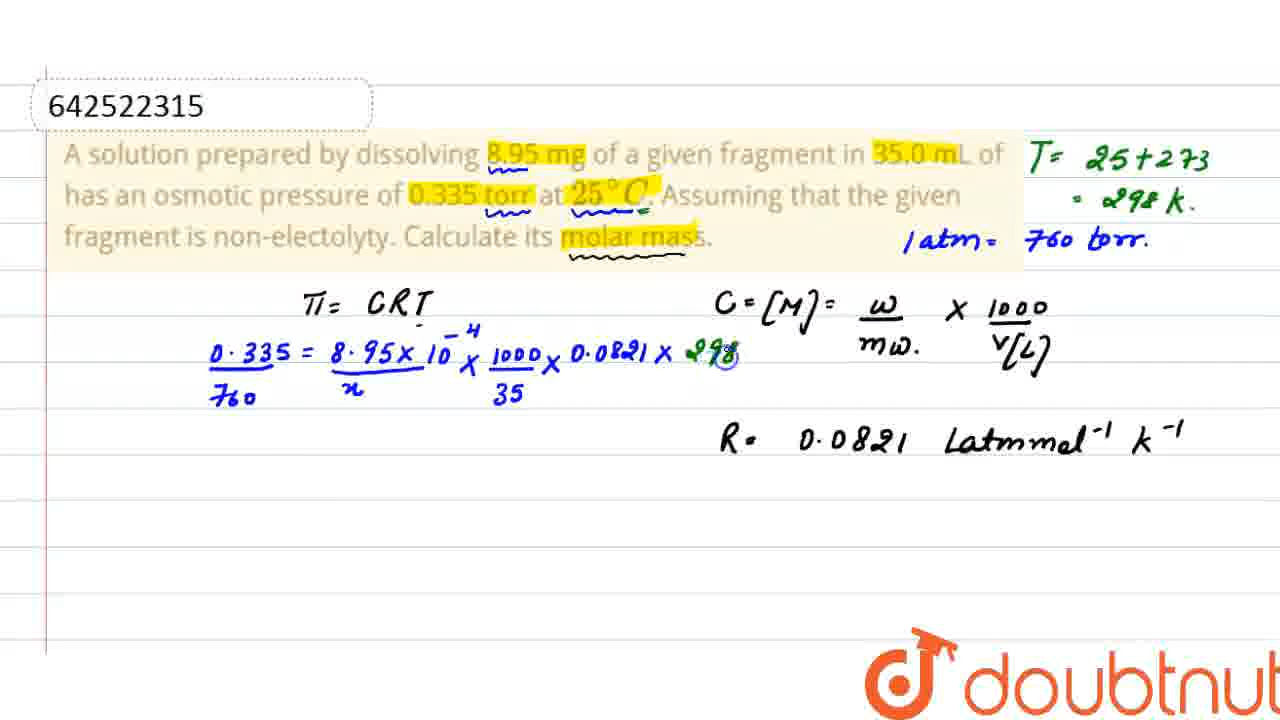 642522315
A solution prepared by dissolving 8.95 mg of a given fragment in 35.0 mL of
has an osmotic pressure of 0.335 torr at 25°C. Assuming that the given
fragment is non-electolyty. Calculate its molar mass.
T = 25+273
= 298 k.
1 atm = 760 torr.
π = CRT
C = [M] = w/mw. × 1000/V[L]
0.335/760 = 8.95 × 10⁻⁴/x × 1000/35 × 0.0821 × 298
R = 0.0821 Latmmol⁻¹ k⁻¹
doubtnut